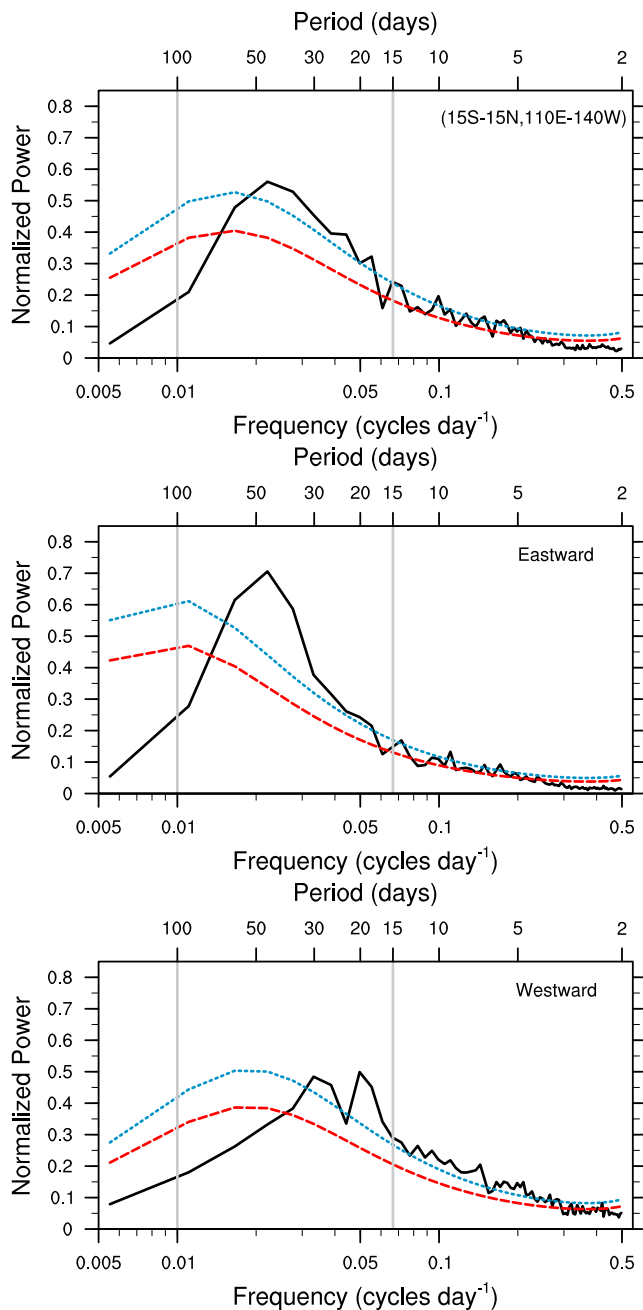 Period (days)
100 50 30 20 15 10 5 2
(15S-15N,110E-140W)
Normalized Power
0.8
0.7
0.6
0.5
0.4
0.3
0.2
0.1
0
0.005 0.01 0.05 0.1 0.5
Frequency (cycles day⁻¹)
Period (days)
100 50 30 20 15 10 5 2
Eastward
Normalized Power
0.8
0.7
0.6
0.5
0.4
0.3
0.2
0.1
0
0.005 0.01 0.05 0.1 0.5
Frequency (cycles day⁻¹)
Period (days)
100 50 30 20 15 10 5 2
Westward
Normalized Power
0.8
0.7
0.6
0.5
0.4
0.3
0.2
0.1
0
0.005 0.01 0.05 0.1 0.5
Frequency (cycles day⁻¹)